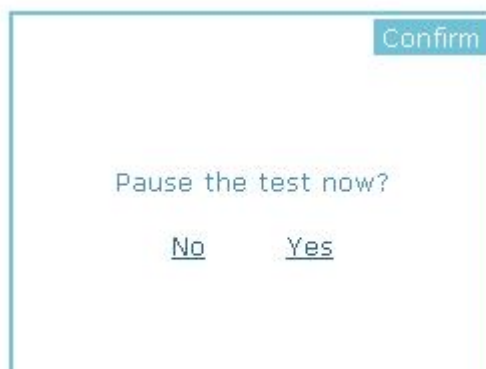 Confirm
Pause the test now?
No Yes